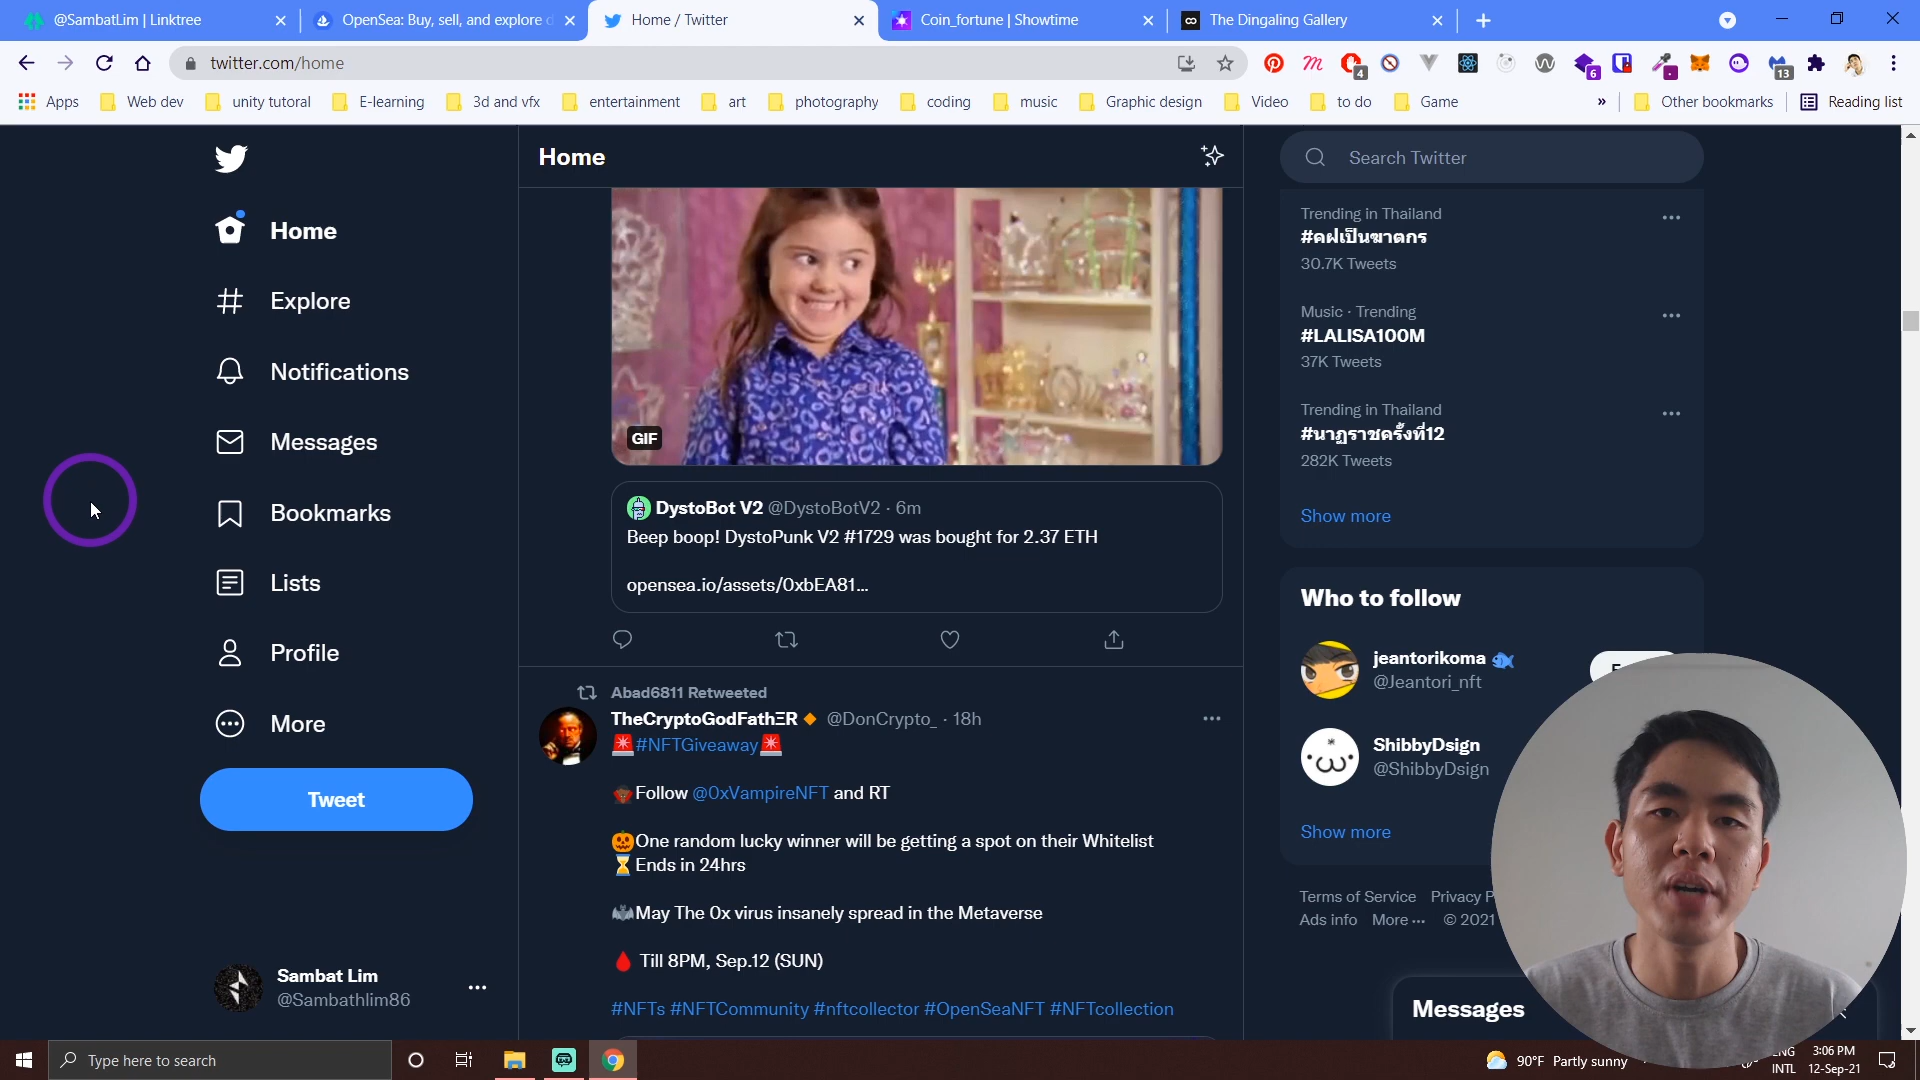 @SambatLim | Linktree
OpenSea: Buy, sell, and explore d
Home / Twitter
Coin_fortune | Showtime
The Dingaling Gallery
twitter.com/home
4
6
13
Apps
Web dev
unity tutoral
E-learning
3d and vfx
entertainment
art
photography
coding
music
Graphic design
Video
to do
Game
»
Other bookmarks
Reading list
Home
Explore
Notifications
Messages
Bookmarks
Lists
Profile
More
Tweet
Sambat Lim
@Sambathlim86
Home
GIF
DystoBot V2 @DystoBotV2 · 6m
Beep boop! DystoPunk V2 #1729 was bought for 2.37 ETH
opensea.io/assets/0xbEA81...
Abad6811 Retweeted
TheCryptoGodFathΞR 🔸 @DonCrypto_ · 18h
🚨#NFTGiveaway🚨
Follow @0xVampireNFT and RT
🎃One random lucky winner will be getting a spot on their Whitelist
⏳Ends in 24hrs
🦇May The 0x virus insanely spread in the Metaverse
🩸 Till 8PM, Sep.12 (SUN)
#NFTs #NFTCommunity #nftcollector #OpenSeaNFT #NFTcollection
Search Twitter
Trending in Thailand
#คฝเป็นฆาตกร
30.7K Tweets
Music · Trending
#LALISA100M
37K Tweets
Trending in Thailand
#นาฏราชครั้งที่12
282K Tweets
Show more
Who to follow
jeantorikoma 🐟
@Jeantori_nft
ShibbyDsign
@ShibbyDsign
Show more
Terms of Service Privacy P
Ads info More ··· © 2021
Messages
Type here to search
90°F Partly sunny
ENG
INTL
3:06 PM
12-Sep-21